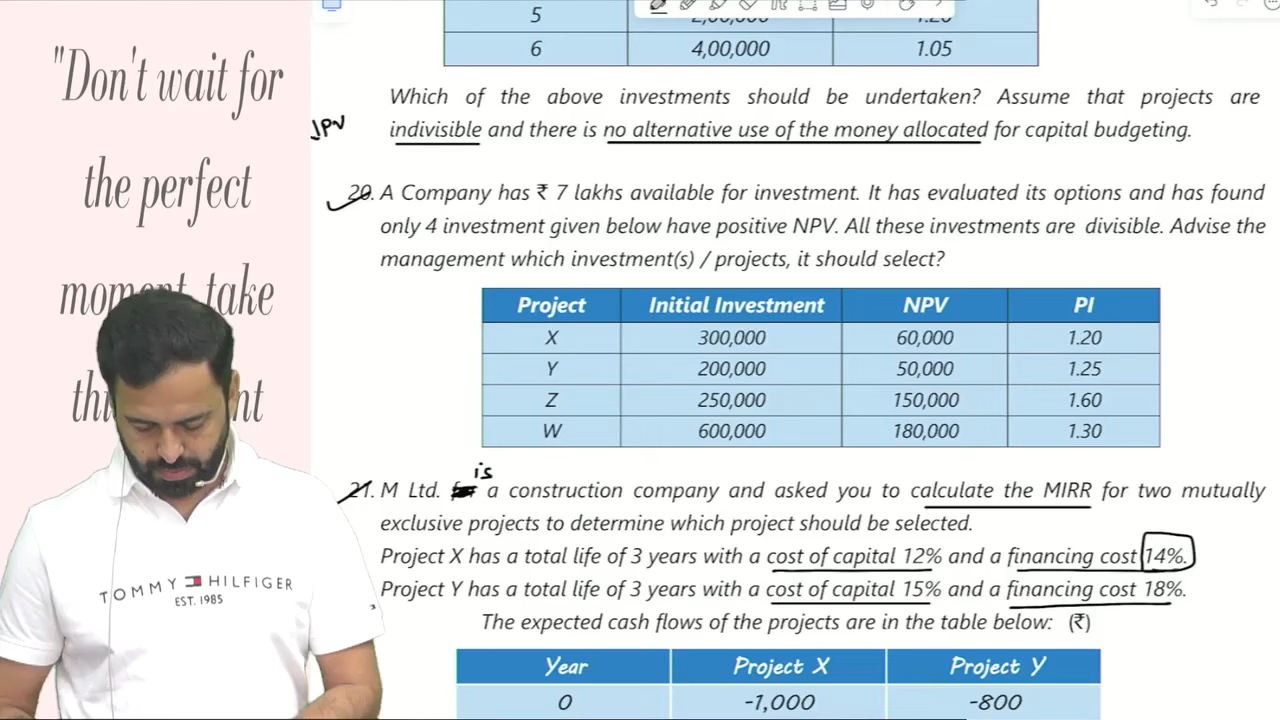 "Don't wait for
the perfect
moment, take
5
6 4,00,000 1.05
Which of the above investments should be undertaken? Assume that projects are
indivisible and there is no alternative use of the money allocated for capital budgeting.
20. A Company has ₹ 7 lakhs available for investment. It has evaluated its options and has found
only 4 investment given below have positive NPV. All these investments are divisible. Advise the
management which investment(s) / projects, it should select?
Project Initial Investment NPV PI
X 300,000 60,000 1.20
Y 200,000 50,000 1.25
Z 250,000 150,000 1.60
W 600,000 180,000 1.30
is
21. M Ltd. a construction company and asked you to calculate the MIRR for two mutually
exclusive projects to determine which project should be selected.
Project X has a total life of 3 years with a cost of capital 12% and a financing cost 14%.
Project Y has a total life of 3 years with a cost of capital 15% and a financing cost 18%.
The expected cash flows of the projects are in the table below: (₹)
Year Project X Project Y
0 -1,000 -800
TOMMY HILFIGER
EST. 1985